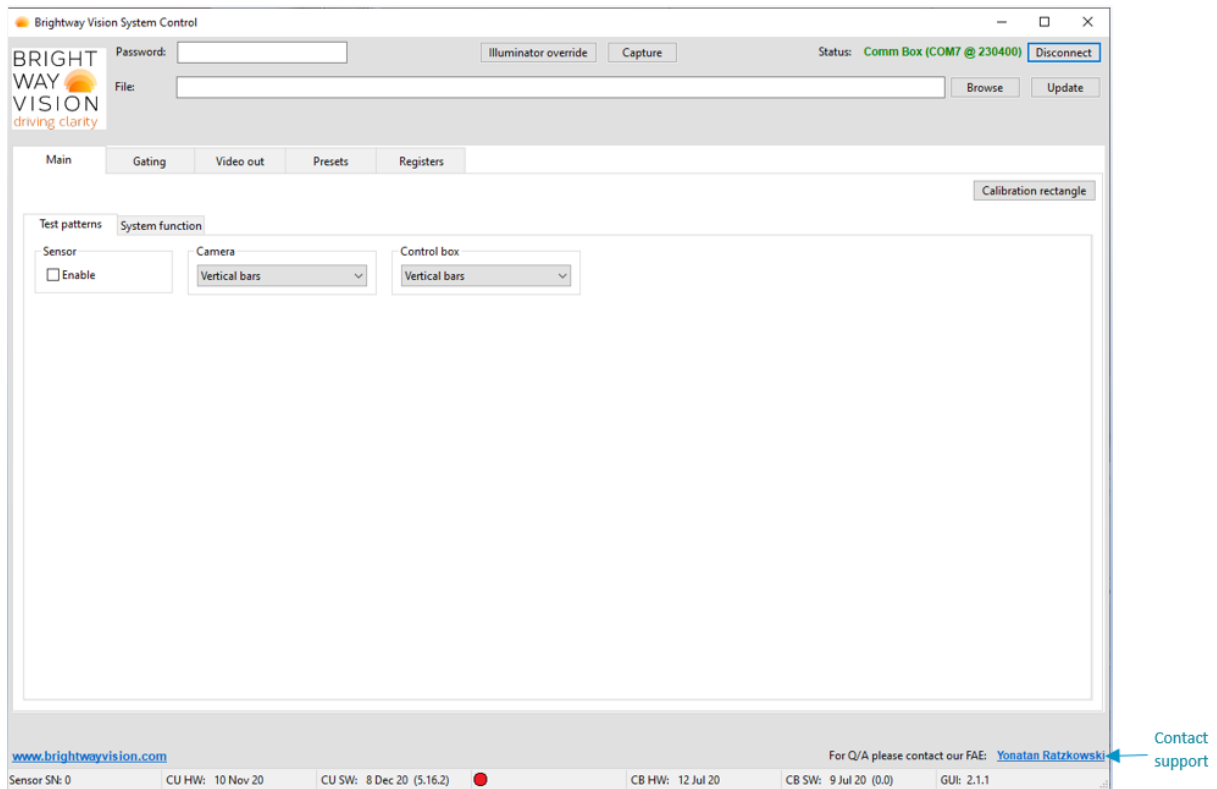 Brightway Vision System Control
BRIGHT
WAY
VISION
driving clarity
Password:
Illuminator override
Capture
Status: Comm Box (COM7 @ 230400)
Disconnect
File:
Browse
Update
Main
Gating
Video out
Presets
Registers
Calibration rectangle
Test patterns
System function
Sensor
Enable
Camera
Vertical bars
Control box
Vertical bars
www.brightwayvision.com
For Q/A please contact our FAE: Yonatan Ratzkowski
Contact
support
Sensor SN: 0
CU HW: 10 Nov 20
CU SW: 8 Dec 20 (5.16.2)
CB HW: 12 Jul 20
CB SW: 9 Jul 20 (0.0)
GUI: 2.1.1